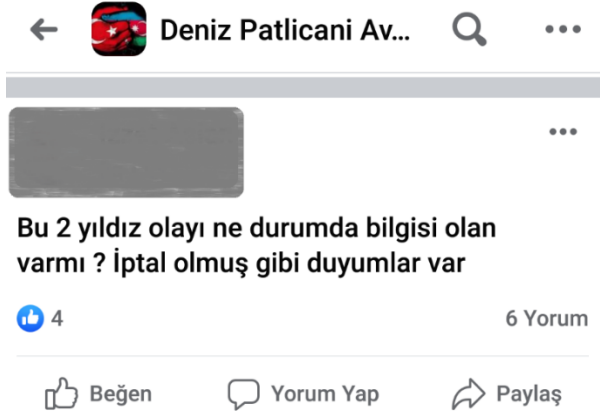 Deniz Patlicani Av...
Bu 2 yıldız olayı ne durumda bilgisi olan
varmı ? İptal olmuş gibi duyumlar var
4
6 Yorum
Beğen
Yorum Yap
Paylaş